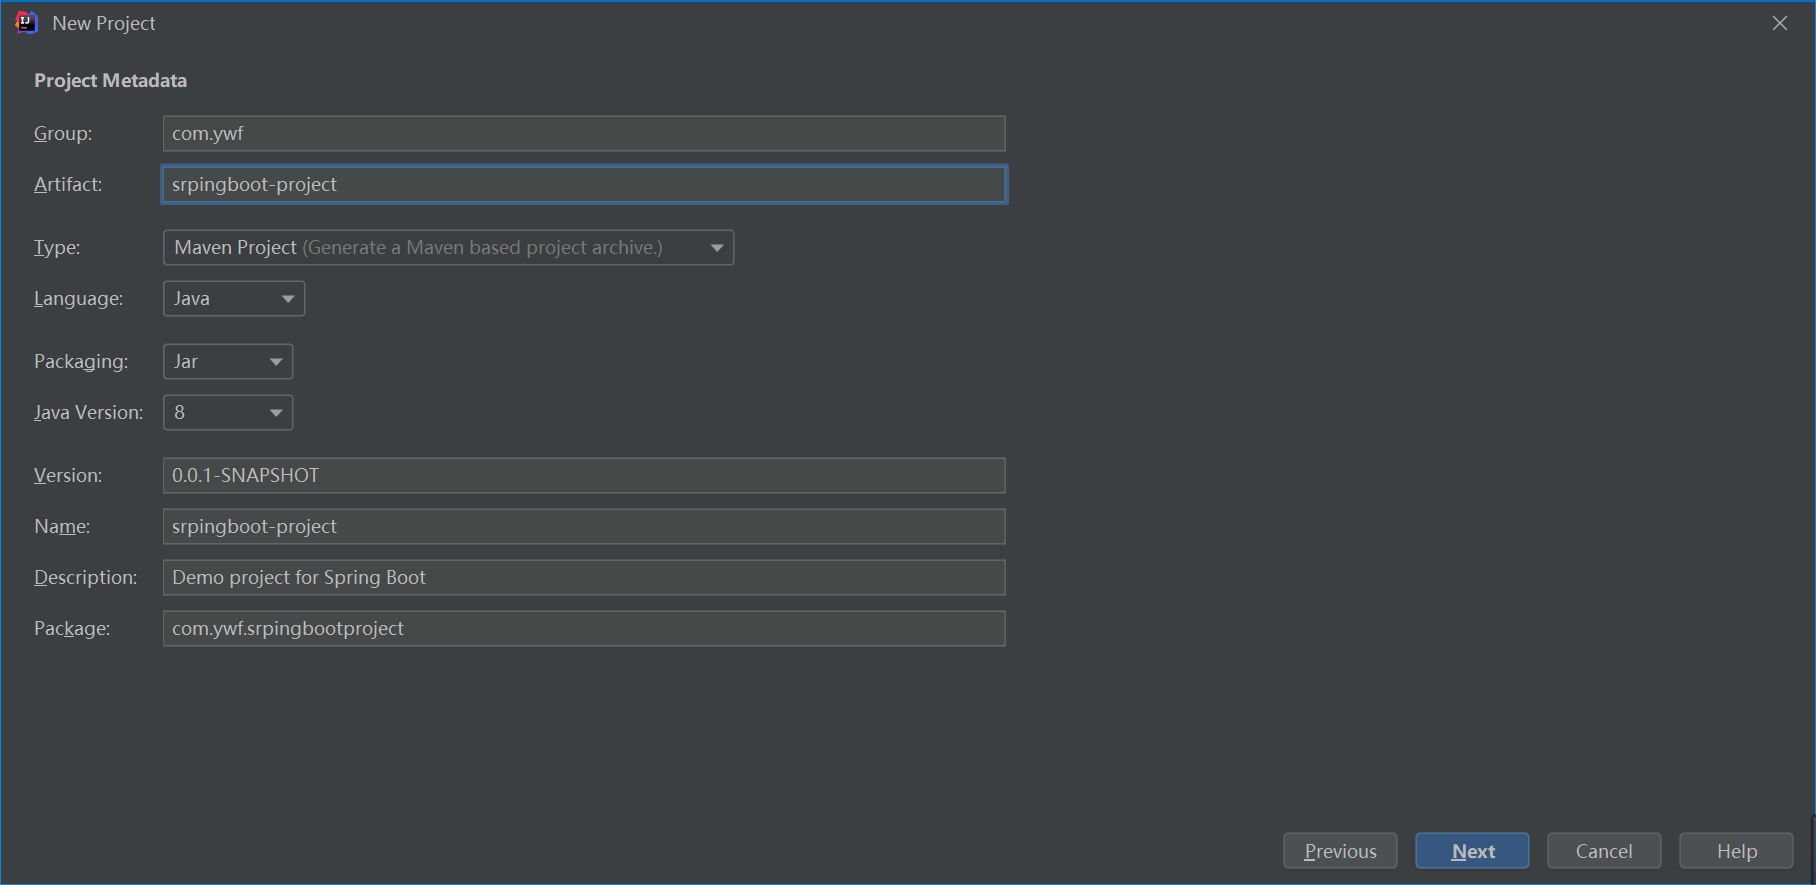 New Project
Project Metadata
Group: com.ywf
Artifact: srpingboot-project
Type: Maven Project (Generate a Maven based project archive.)
Language: Java
Packaging: Jar
Java Version: 8
Version: 0.0.1-SNAPSHOT
Name: srpingboot-project
Description: Demo project for Spring Boot
Package: com.ywf.srpingbootproject
Previous Next Cancel Help